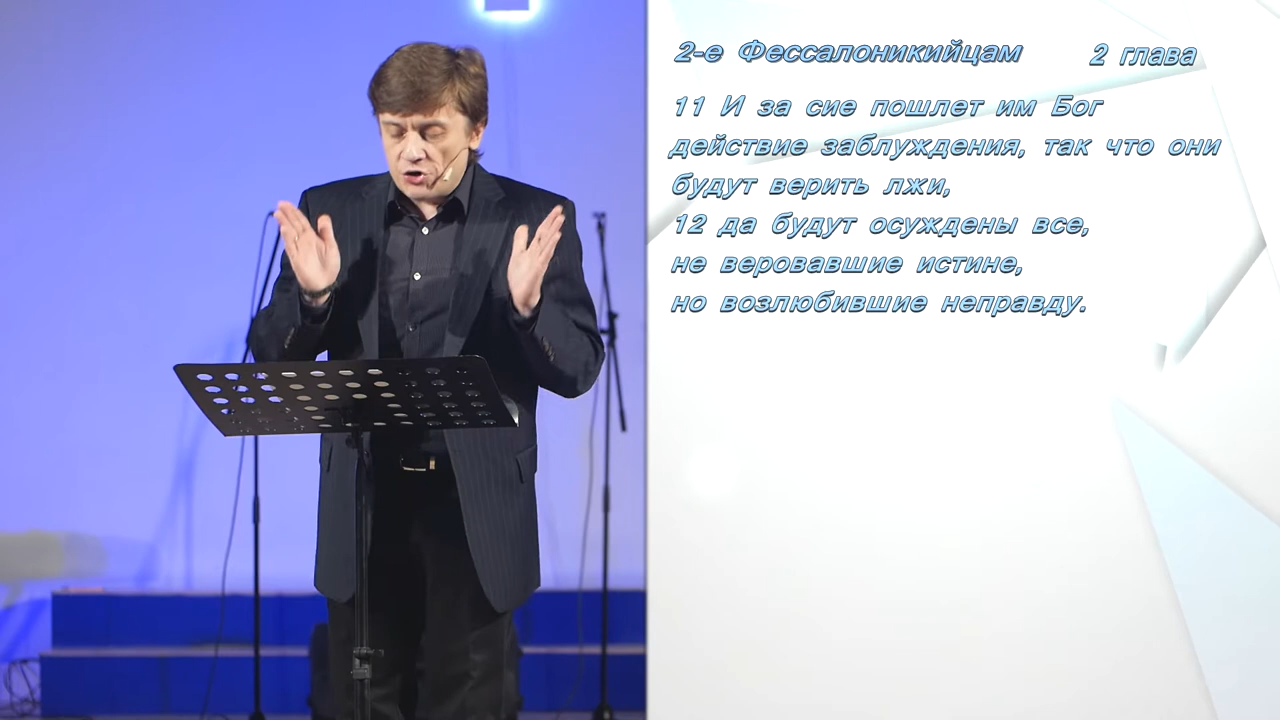 2-е Фессалоникийцам 2 глава
11 И за сие пошлет им Бог
действие заблуждения, так что они
будут верить лжи,
12 да будут осуждены все,
не веровавшие истине,
но возлюбившие неправду.